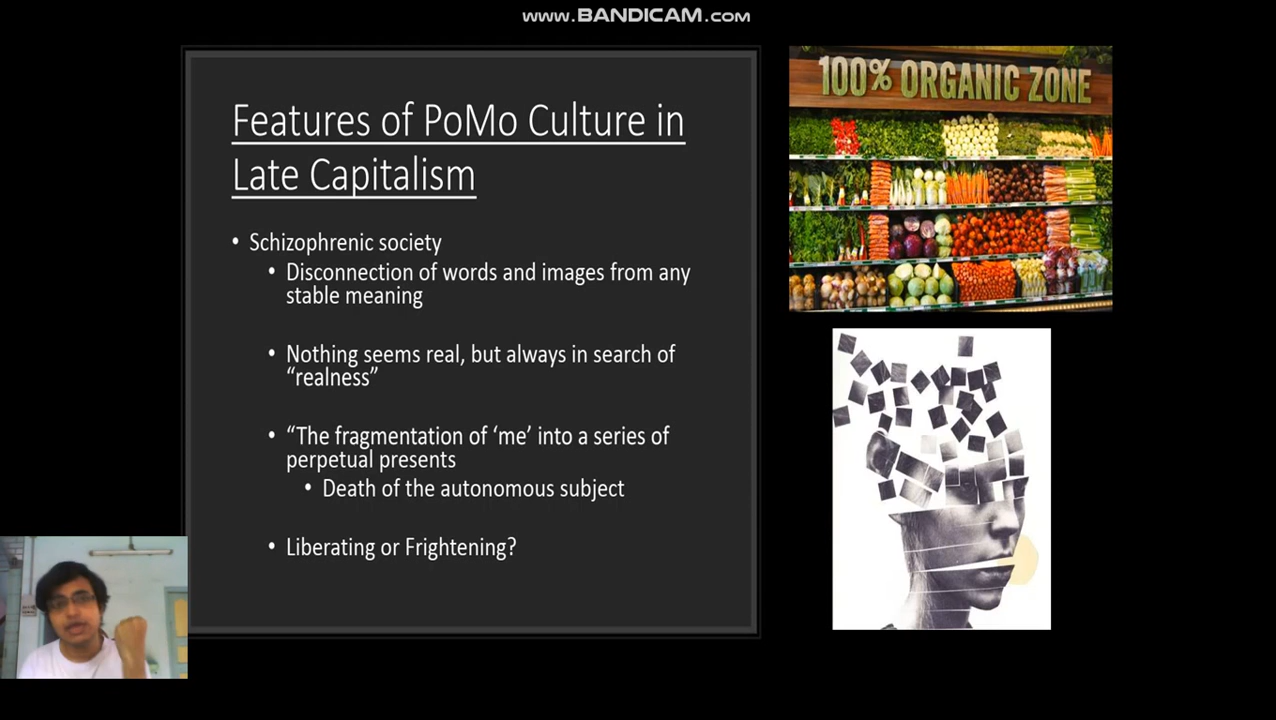 www.BANDICAM.com
Features of PoMo Culture in
Late Capitalism
• Schizophrenic society
• Disconnection of words and images from any
stable meaning
• Nothing seems real, but always in search of
“realness”
• “The fragmentation of ‘me’ into a series of
perpetual presents
• Death of the autonomous subject
• Liberating or Frightening?
100% ORGANIC ZONE